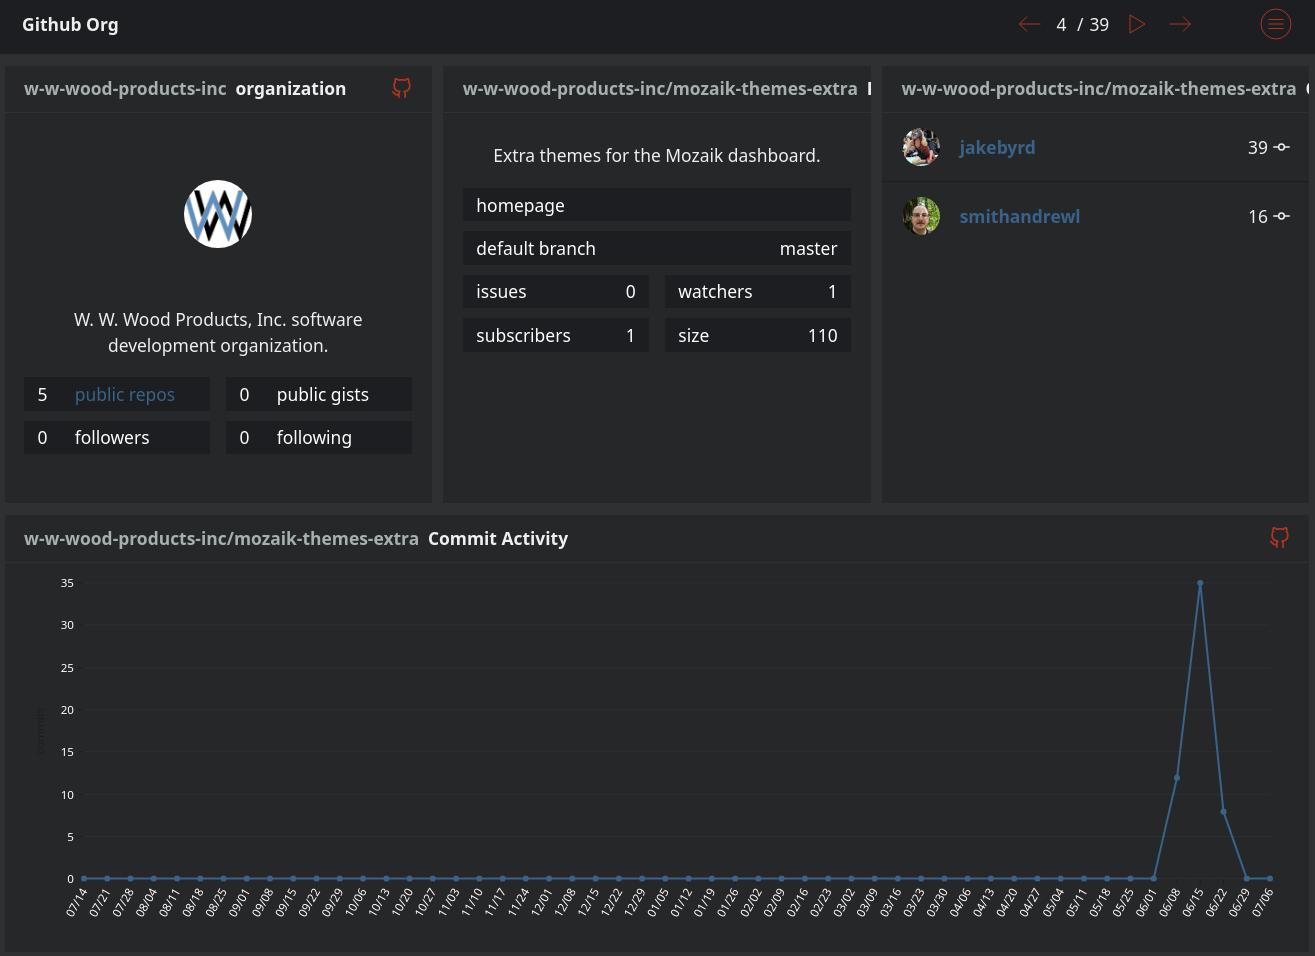 Github Org
4 / 39
w-w-wood-products-inc organization
W. W. Wood Products, Inc. software
development organization.
5 public repos
0 public gists
0 followers
0 following
w-w-wood-products-inc/mozaik-themes-extra
Extra themes for the Mozaik dashboard.
homepage
default branch master
issues 0
watchers 1
subscribers 1
size 110
w-w-wood-products-inc/mozaik-themes-extra
jakebyrd 39
smithandrewl 16
w-w-wood-products-inc/mozaik-themes-extra Commit Activity
35
30
25
20
15
10
5
0
commits
07/14 07/21 07/28 08/04 08/11 08/18 08/25 09/01 09/08 09/15 09/22 09/29 10/06 10/13 10/20 10/27 11/03 11/10 11/17 11/24 12/01 12/08 12/15 12/22 12/29 01/05 01/12 01/19 01/26 02/02 02/09 02/16 02/23 03/02 03/09 03/16 03/23 03/30 04/06 04/13 04/20 04/27 05/04 05/11 05/18 05/25 06/01 06/08 06/15 06/22 06/29 07/06